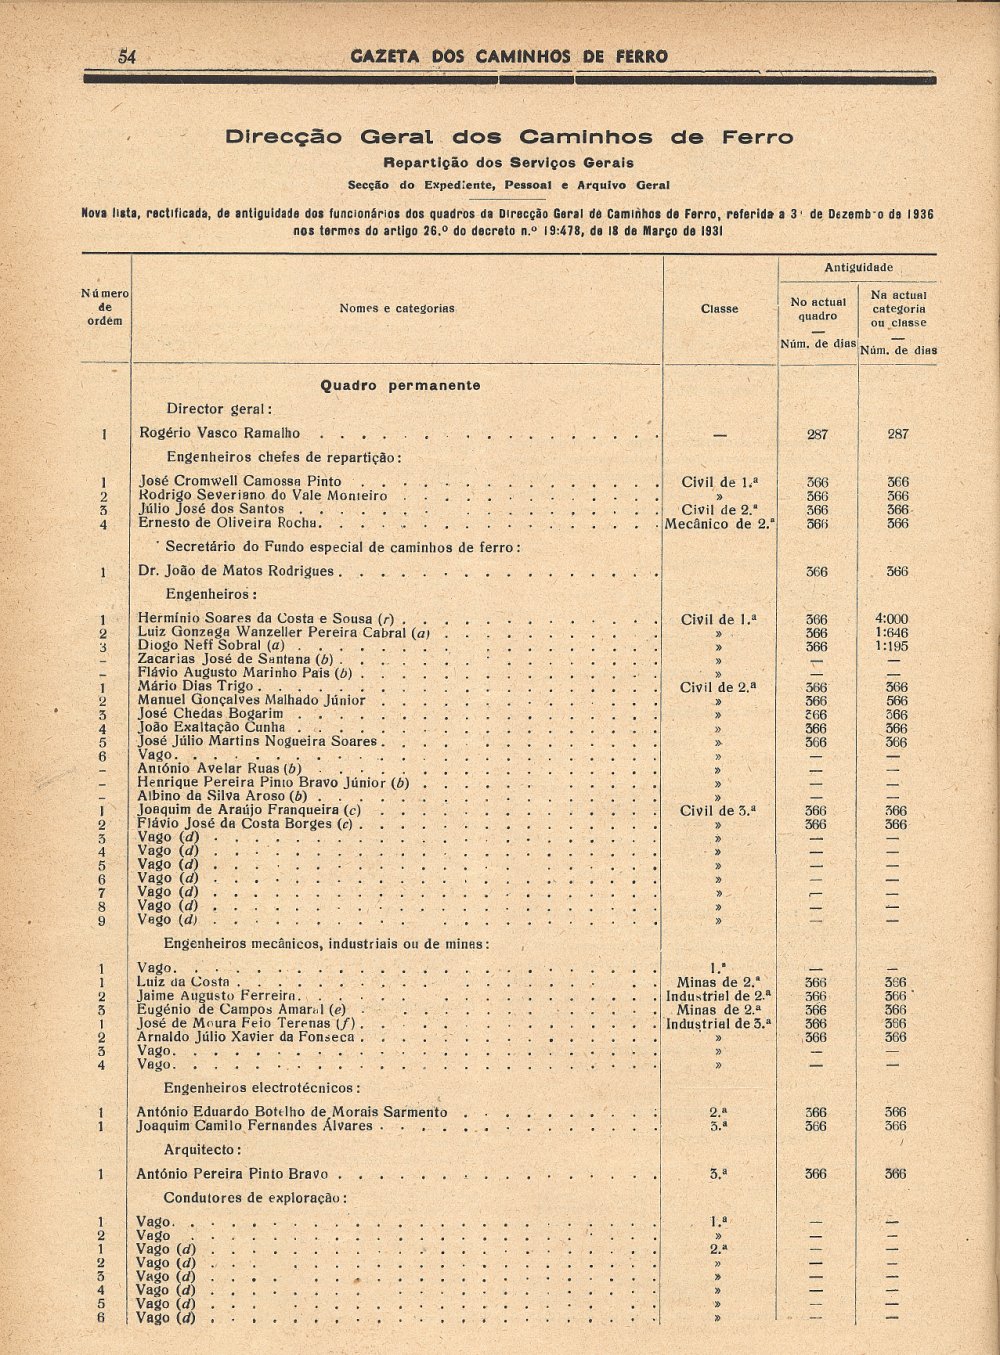 54 GAZETA DOS CAMINHOS DE FERRO
Direcção Geral dos Caminhos de Ferro
Repartição dos Serviços Gerais
Secção do Expediente, Pessoal e Arquivo Geral
Nova lista, rectificada, de antiguidade dos funcionários dos quadros da Direcção Geral de Caminhos de Ferro, referida a 31 de Dezembro de 1936
nos termos do artigo 26.º do decreto n.º 19:478, de 18 de Março de 1931
Número de ordem
Nomes e categorias
Classe
Antiguidade
No actual quadro — Núm. de dias
Na actual categoria ou classe — Núm. de dias
Quadro permanente
Director geral:
1 Rogério Vasco Ramalho — 287 287
Engenheiros chefes de repartição:
1 José Cromwell Camossa Pinto Civil de 1.ª 366 366
2 Rodrigo Severiano do Vale Monteiro » 366 366
3 Júlio José dos Santos Civil de 2.ª 366 366
4 Ernesto de Oliveira Rocha Mecânico de 2.ª 366 366
Secretário do Fundo especial de caminhos de ferro:
1 Dr. João de Matos Rodrigues 366 366
Engenheiros:
1 Hermínio Soares da Costa e Sousa (r) Civil de 1.ª 366 4:000
2 Luiz Gonzaga Wanzeller Pereira Cabral (a) » 366 1:646
3 Diogo Neff Sobral (a) » 366 1:195
– Zacarias José de Santana (b) » — —
– Flávio Augusto Marinho Pais (b) » — —
1 Mário Dias Trigo Civil de 2.ª 366 366
2 Manuel Gonçalves Malhado Júnior » 366 566
3 José Chedas Bogarim » 366 366
4 João Exaltação Cunha » 366 366
5 José Júlio Martins Nogueira Soares » 366 366
6 Vago » — —
– António Avelar Ruas (b) » — —
– Henrique Pereira Pinto Bravo Júnior (b) » — —
– Albino da Silva Aroso (b) » — —
1 Joaquim de Araújo Franqueira (c) Civil de 3.ª 366 366
2 Flávio José da Costa Borges (c) » 366 366
3 Vago (d) » — —
4 Vago (d) » — —
5 Vago (d) » — —
6 Vago (d) » — —
7 Vago (d) » — —
8 Vago (d) » — —
9 Vago (d) » — —
Engenheiros mecânicos, industriais ou de minas:
1 Vago 1.ª — —
1 Luiz da Costa Minas de 2.ª 366 366
2 Jaime Augusto Ferreira Industrial de 2.ª 366 366
3 Eugénio de Campos Amaral (e) Minas de 2.ª 366 366
1 José de Moura Feio Terenas (f) Industrial de 3.ª 366 366
2 Arnaldo Júlio Xavier da Fonseca » 366 366
3 Vago » — —
4 Vago » — —
Engenheiros electrotécnicos:
1 António Eduardo Botelho de Morais Sarmento 2.ª 366 366
1 Joaquim Camilo Fernandes Álvares 3.ª 366 366
Arquitecto:
1 António Pereira Pinto Bravo 3.ª 366 366
Condutores de exploração:
1 Vago 1.ª — —
2 Vago » — —
1 Vago (d) 2.ª — —
2 Vago (d) » — —
3 Vago (d) » — —
4 Vago (d) » — —
5 Vago (d) » — —
6 Vago (d) » — —